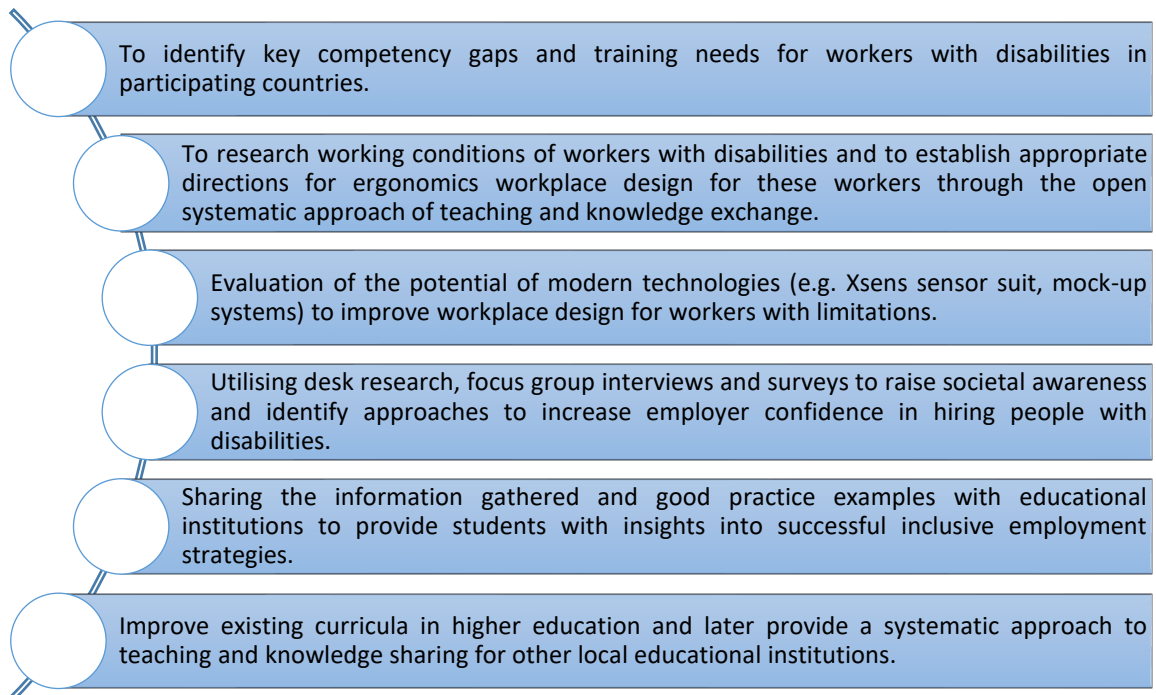 To identify key competency gaps and training needs for workers with disabilities in
participating countries.
To research working conditions of workers with disabilities and to establish appropriate
directions for ergonomics workplace design for these workers through the open
systematic approach of teaching and knowledge exchange.
Evaluation of the potential of modern technologies (e.g. Xsens sensor suit, mock-up
systems) to improve workplace design for workers with limitations.
Utilising desk research, focus group interviews and surveys to raise societal awareness
and identify approaches to increase employer confidence in hiring people with
disabilities.
Sharing the information gathered and good practice examples with educational
institutions to provide students with insights into successful inclusive employment
strategies.
Improve existing curricula in higher education and later provide a systematic approach to
teaching and knowledge sharing for other local educational institutions.